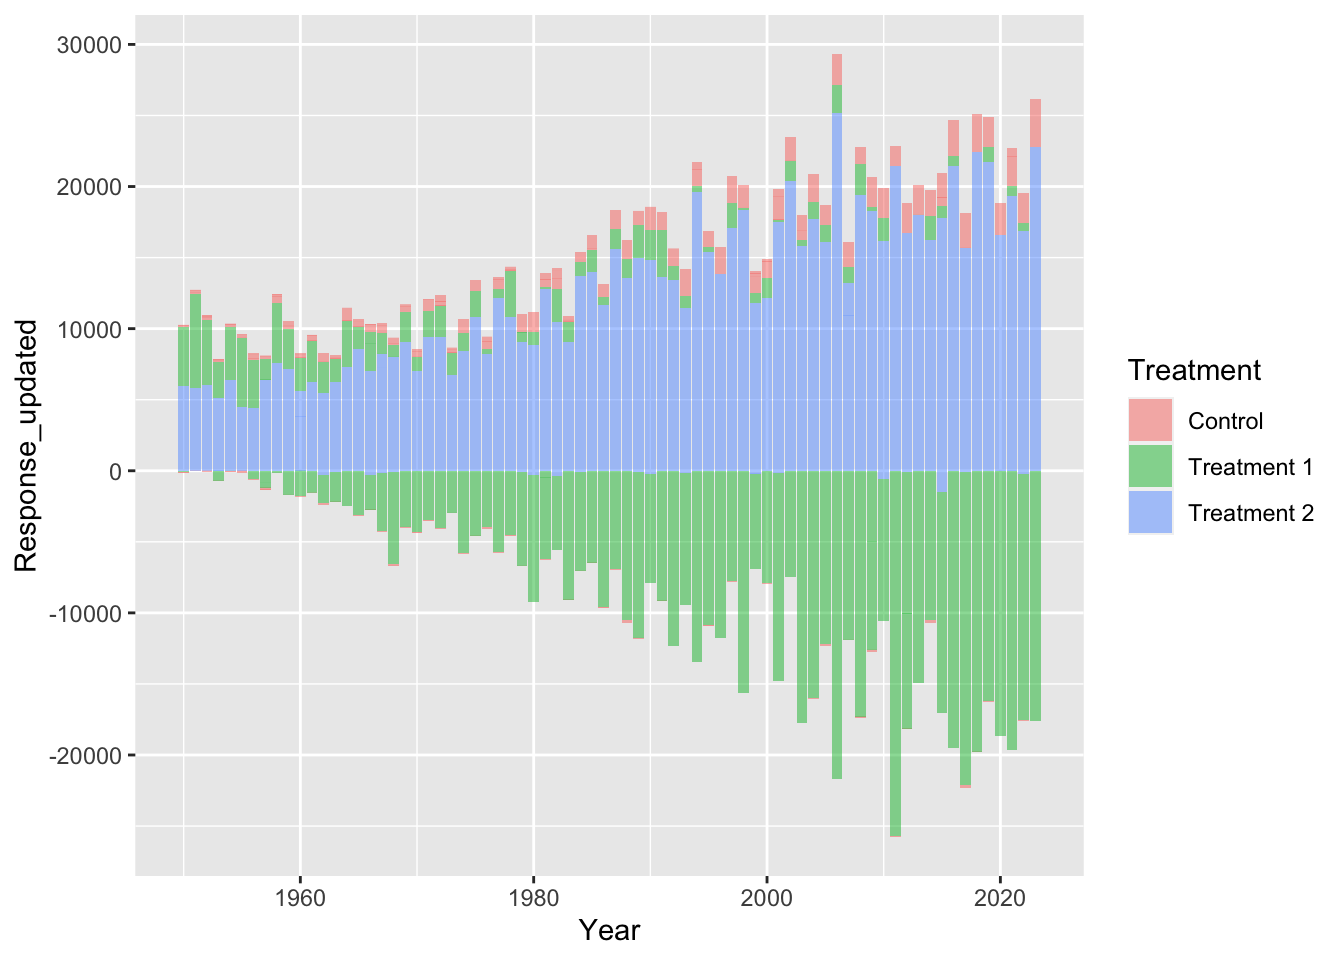 30000
20000
10000
0
-10000
-20000
Response_updated
1960
1980
2000
2020
Year
Treatment
Control
Treatment 1
Treatment 2